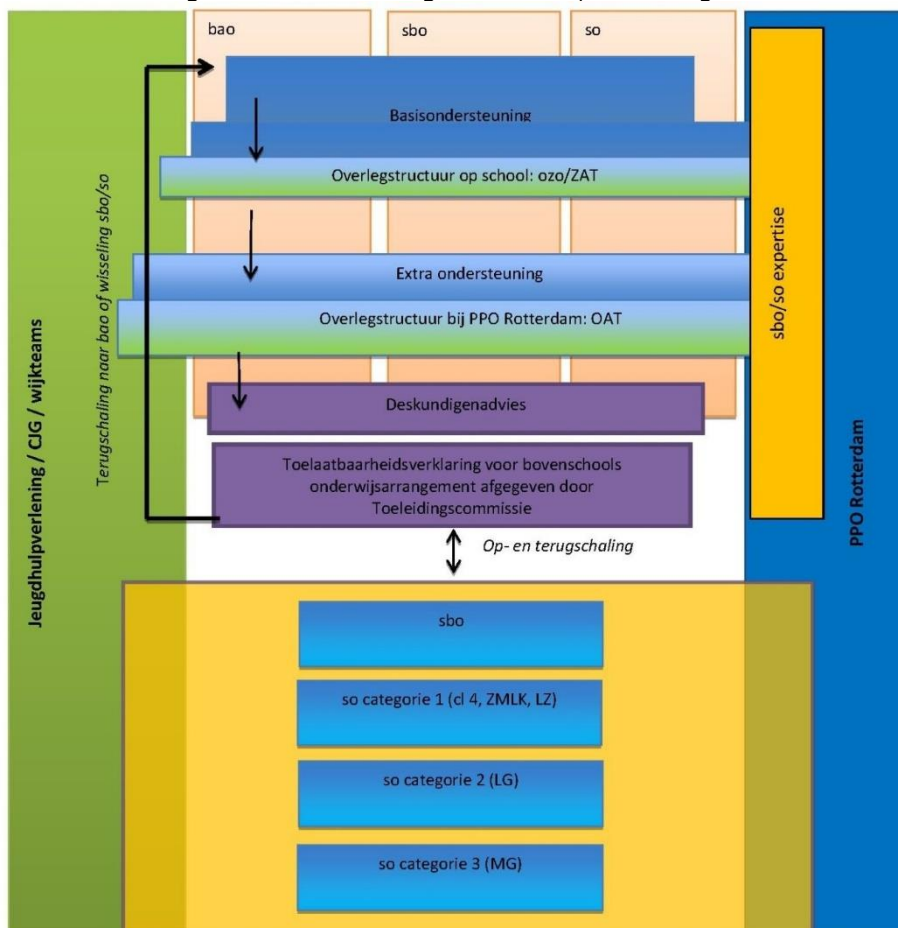 bao
sbo
so
Basisondersteuning
Overlegstructuur op school: ozo/ZAT
Extra ondersteuning
Overlegstructuur bij PPO Rotterdam: OAT
Deskundigenadvies
Toelaatbaarheidsverklaring voor bovenschools
onderwijsarrangement afgegeven door
Toeleidingscommissie
Op- en terugschaling
sbo
so categorie 1 (cl 4, ZMLK, LZ)
so categorie 2 (LG)
so categorie 3 (MG)
Jeugdhulpverlening / CJG / wijkteams
Terugschaling naar bao of wisseling sbo/so
sbo/so expertise
PPO Rotterdam